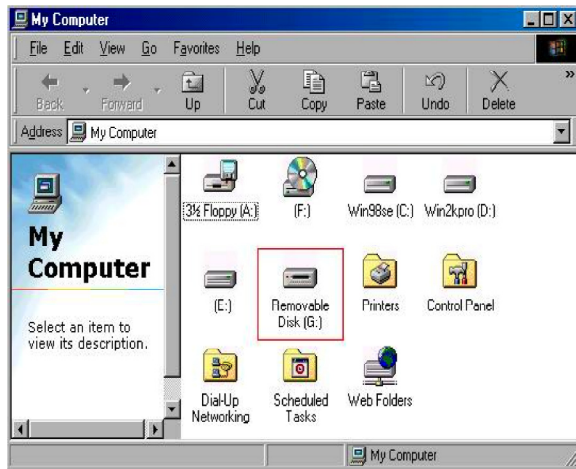 My Computer
File Edit View Go Favorites Help
Back Forward Up Cut Copy Paste Undo Delete »
Address My Computer
My
Computer
Select an item to
view its description.
3½ Floppy (A:) (F:) Win98se (C:) Win2kpro (D:)
(E:) Removable Disk (G:) Printers Control Panel
Dial-Up Networking Scheduled Tasks Web Folders
My Computer